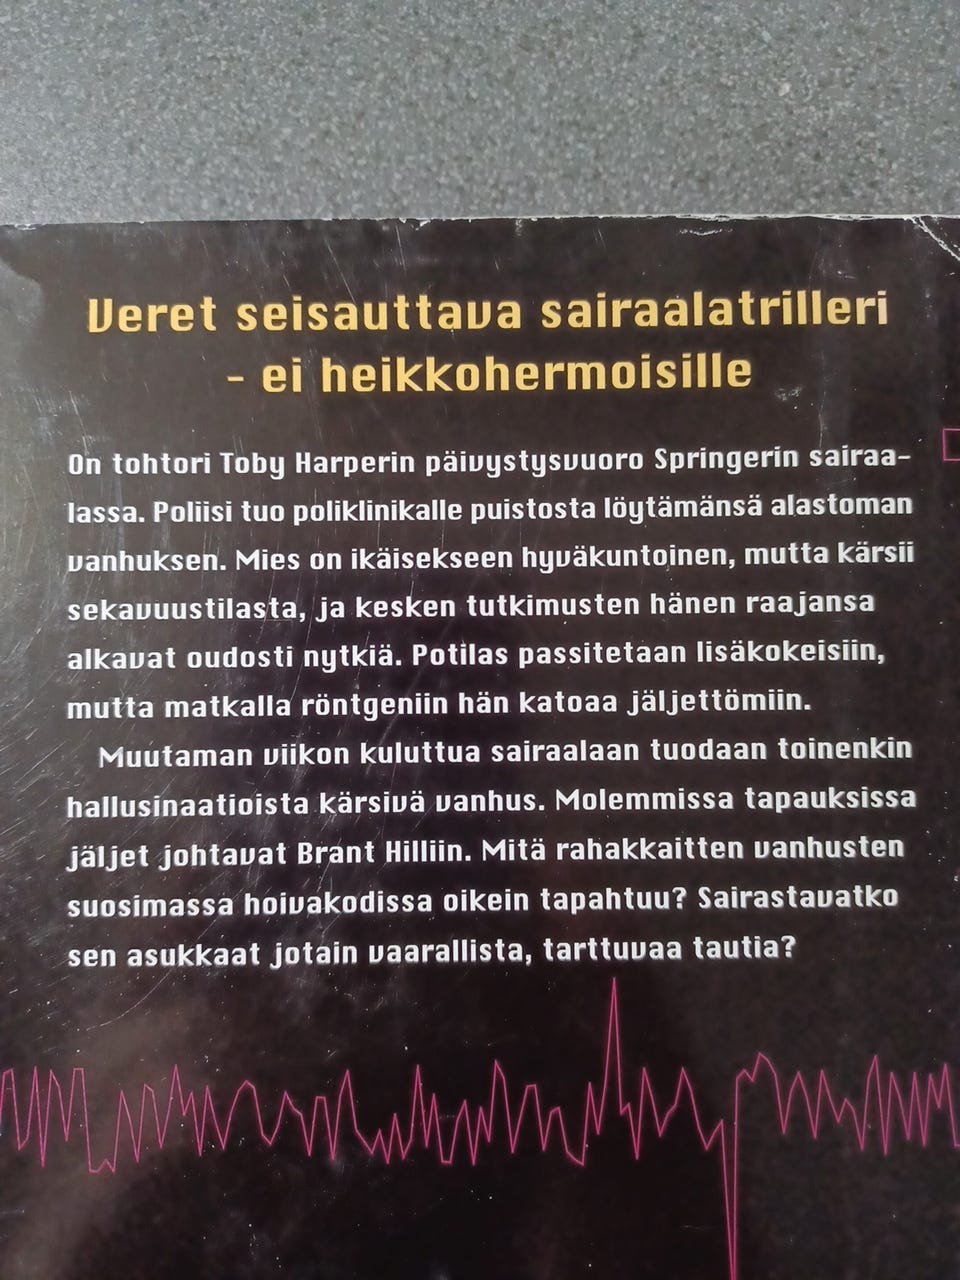 Veret seisauttava sairaalatrilleri
- ei heikkohermoisille
On tohtori Toby Harperin päivystysvuoro Springerin sairaa-
lassa. Poliisi tuo poliklinikalle puistosta löytämänsä alastoman
vanhuksen. Mies on ikäisekseen hyväkuntoinen, mutta kärsii
sekavuustilasta, ja kesken tutkimusten hänen raajansa
alkavat oudosti nytkiä. Potilas passitetaan lisäkokeisiin,
mutta matkalla röntgeniin hän katoaa jäljettömiin.
Muutaman viikon kuluttua sairaalaan tuodaan toinenkin
hallusinaatioista kärsivä vanhus. Molemmissa tapauksissa
jäljet johtavat Brant Hilliin. Mitä rahakkaitten vanhusten
suosimassa hoivakodissa oikein tapahtuu? Sairastavatko
sen asukkaat jotain vaarallista, tarttuvaa tautia?